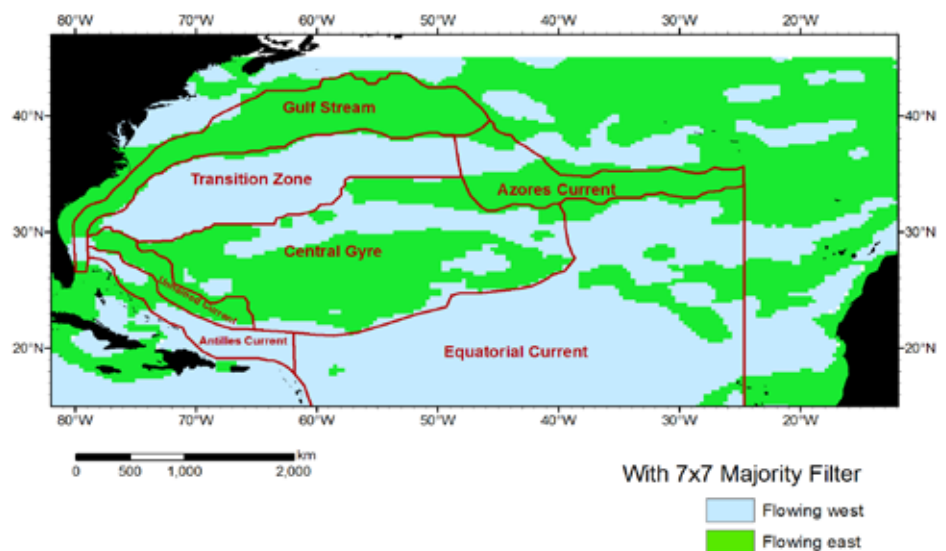 80°W 70°W 60°W 50°W 40°W 30°W 20°W
40°N 40°N
30°N 30°N
20°N 20°N
Gulf Stream
Transition Zone
Azores Current
Central Gyre
Unnamed Current
Antilles Current
Equatorial Current
80°W 70°W 60°W 50°W 40°W 30°W 20°W
km
0 500 1,000 2,000
With 7x7 Majority Filter
Flowing west
Flowing east